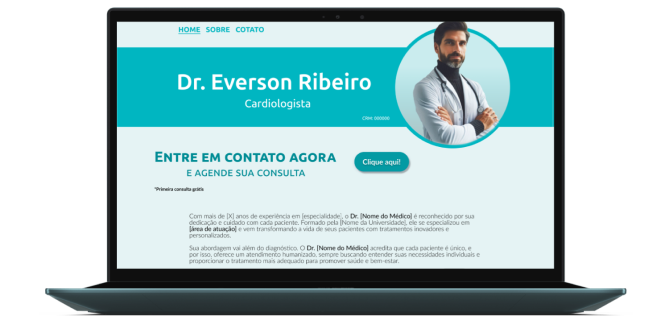 HOME SOBRE COTATO
Dr. Everson Ribeiro
Cardiologista
ENTRE EM CONTATO AGORA
E AGENDE SUA CONSULTA
Clique aqui!
*Primeira consulta grátis
Com mais de [X] anos de experiência em [especialidade], o Dr. [Nome do Médico] é reconhecido por sua
dedicação e cuidado com cada paciente. Formado pela [Nome da Universidade], ele se especializou em
[área de atuação] e vem transformando a vida de seus pacientes com tratamentos inovadores e
personalizados.
Sua abordagem vai além do diagnóstico. O Dr. [Nome do Médico] acredita que cada paciente é único, e
por isso, oferece um atendimento humanizado, sempre buscando entender suas necessidades individuais e
proporcionar o tratamento mais adequado para promover saúde e bem-estar.